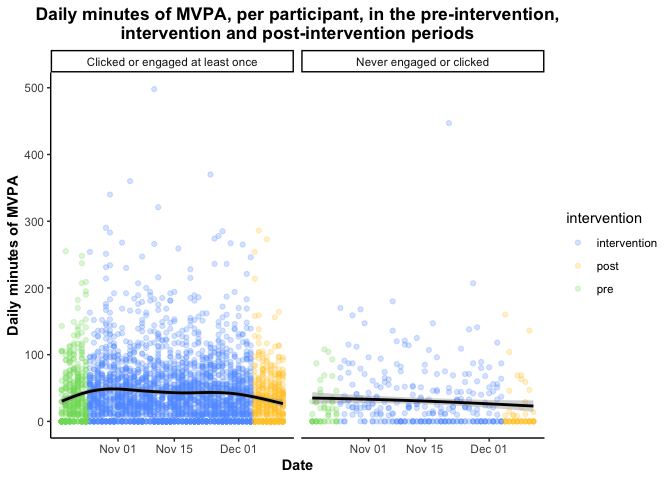 Daily minutes of MVPA, per participant, in the pre-intervention,
intervention and post-intervention periods
Clicked or engaged at least once
Never engaged or clicked
Daily minutes of MVPA
500
400
300
200
100
0
Nov 01
Nov 15
Dec 01
Nov 01
Nov 15
Dec 01
Date
intervention
intervention
post
pre